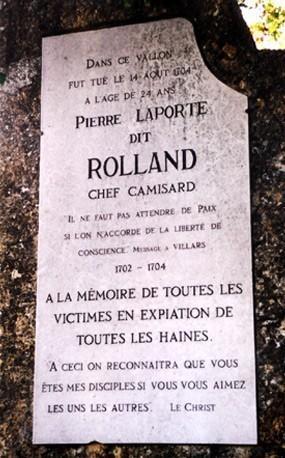 DANS CE VALLON
FUT TUÉ LE 14 AOUT 1704
A L'AGE DE 24 ANS
PIERRE LAPORTE
DIT
ROLLAND
CHEF CAMISARD
IL NE FAUT PAS ATTENDRE DE PAIX
SI L'ON N'ACCORDE DE LA LIBERTÉ DE
CONSCIENCE. MESSAGE A VILLARS
1702 - 1704
A LA MÉMOIRE DE TOUTES LES
VICTIMES EN EXPIATION DE
TOUTES LES HAINES.
A CECI ON RECONNAITRA QUE VOUS
ÊTES MES DISCIPLES SI VOUS VOUS AIMEZ
LES UNS LES AUTRES. LE CHRIST